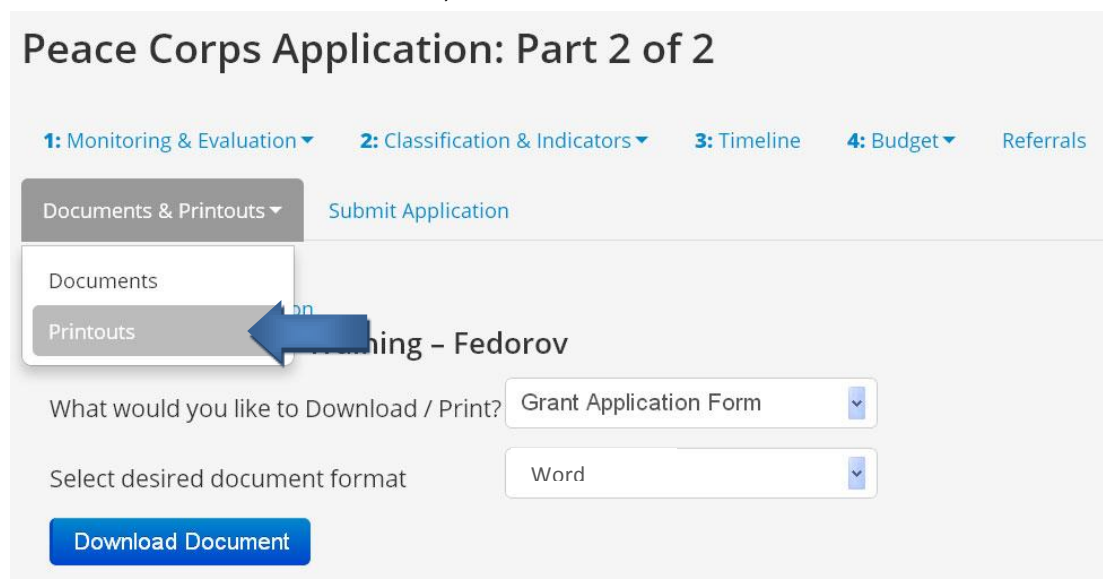 Peace Corps Application: Part 2 of 2
1: Monitoring & Evaluation 2: Classification & Indicators 3: Timeline 4: Budget Referrals
Documents & Printouts Submit Application
Documents
Printouts
– Fedorov
What would you like to Download / Print? Grant Application Form
Select desired document format Word
Download Document